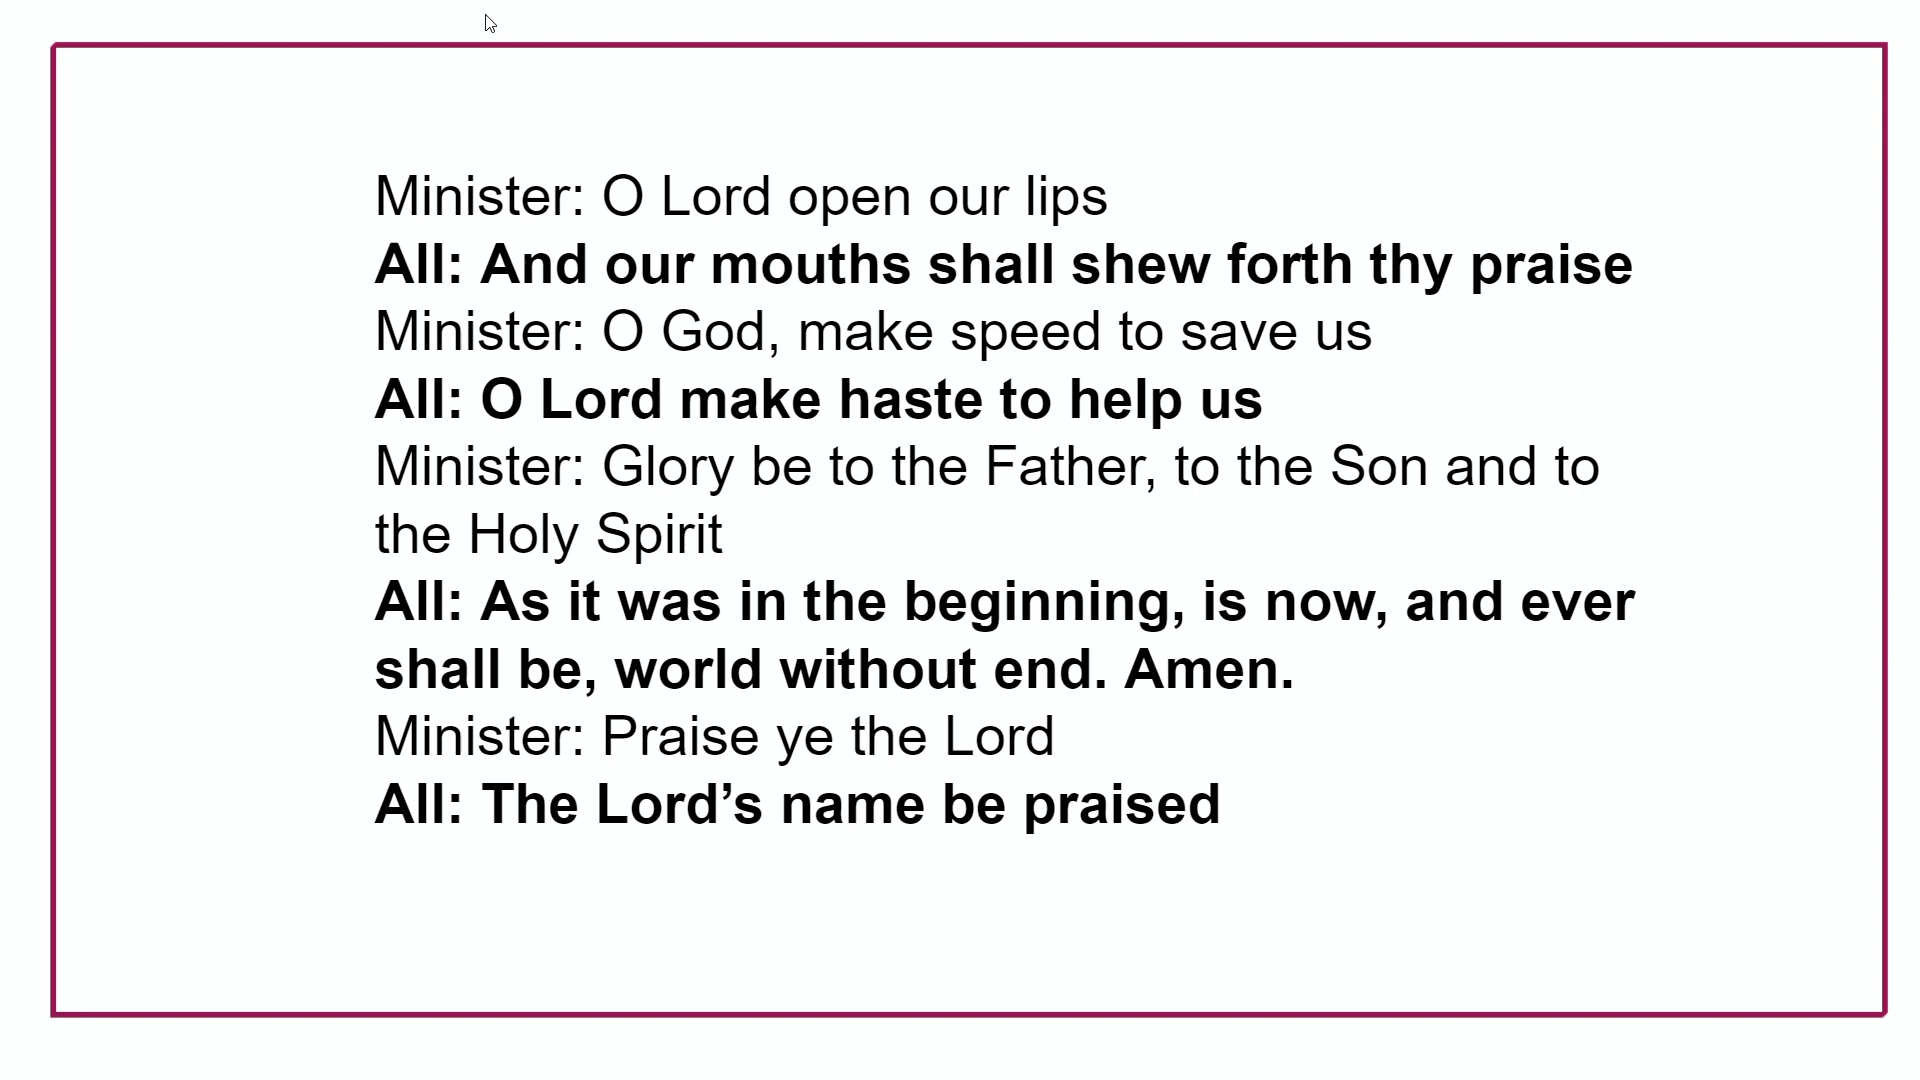 Minister: O Lord open our lips
All: And our mouths shall shew forth thy praise
Minister: O God, make speed to save us
All: O Lord make haste to help us
Minister: Glory be to the Father, to the Son and to
the Holy Spirit
All: As it was in the beginning, is now, and ever
shall be, world without end. Amen.
Minister: Praise ye the Lord
All: The Lord’s name be praised